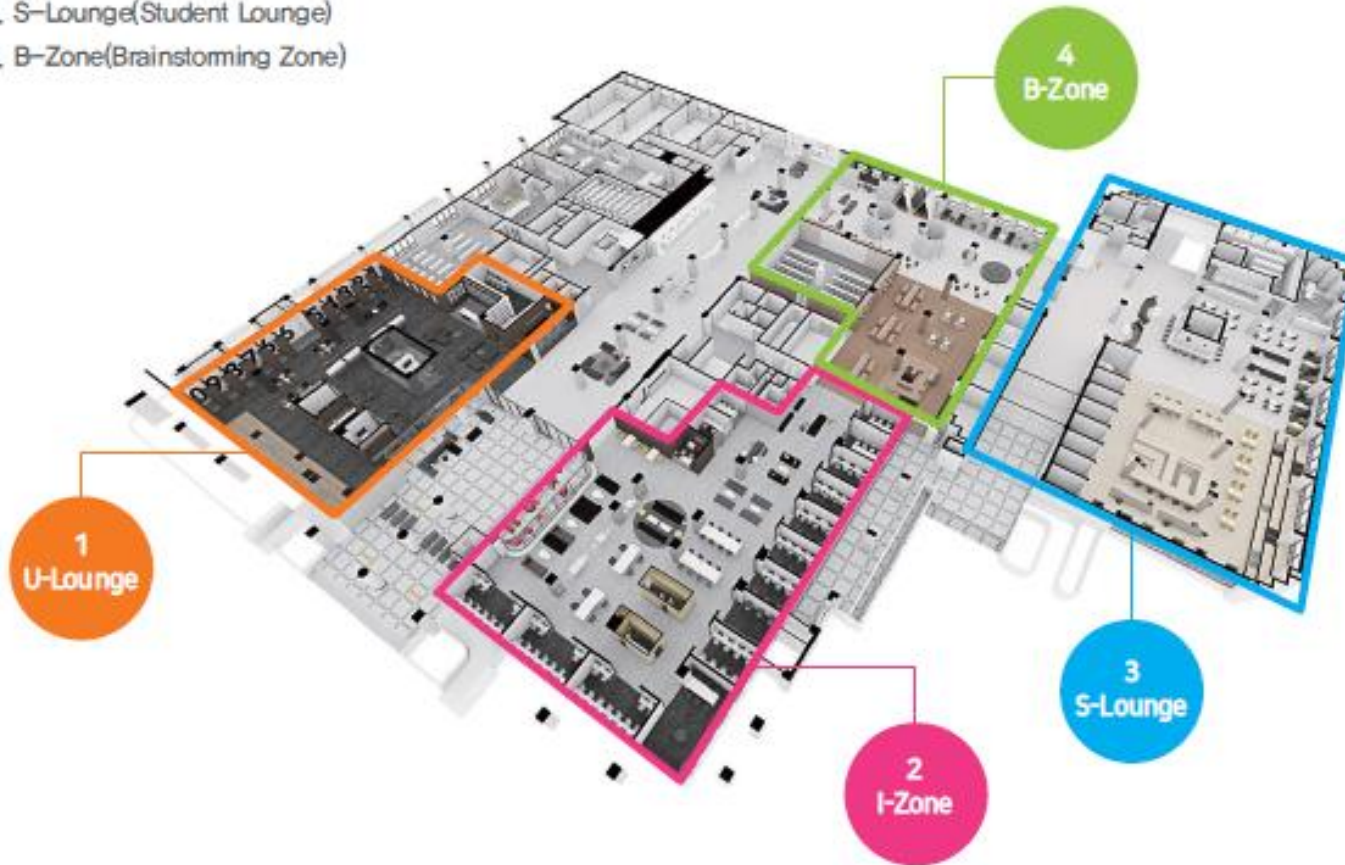 S-Lounge(Student Lounge)
B-Zone(Brainstorming Zone)
4
B-Zone
1
U-Lounge
3
S-Lounge
2
I-Zone